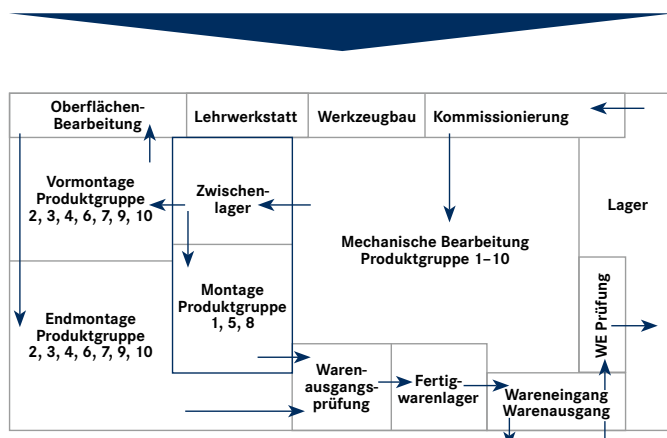 Oberflächen-
Bearbeitung
Lehrwerkstatt
Werkzeugbau
Kommissionierung
Vormontage
Produktgruppe
2, 3, 4, 6, 7, 9, 10
Zwischen-
lager
Lager
Mechanische Bearbeitung
Produktgruppe 1–10
Montage
Produktgruppe
1, 5, 8
WE Prüfung
Endmontage
Produktgruppe
2, 3, 4, 6, 7, 9, 10
Waren-
ausgangs-
prüfung
Fertig-
warenlager
Wareneingang
Warenausgang